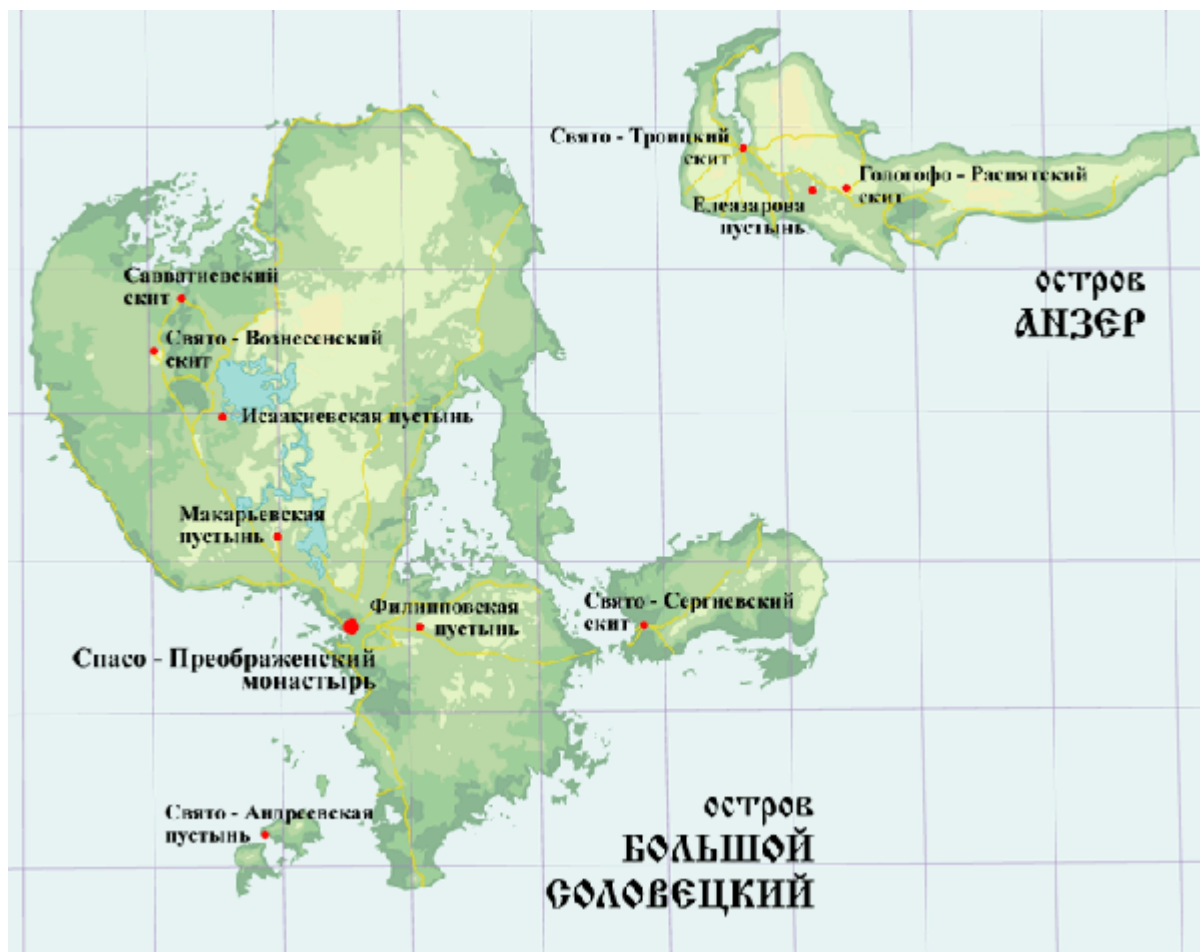 Свято - Троицкий
скит
Гологофо - Распятский
скит
Елеазарова
пустынь
остров
АНЗЕР
Савватиевский
скит
Свято - Вознесенский
скит
Исаакиевская пустынь
Макарьевская
пустынь
Филипповская
пустынь
Свято - Сергиевский
скит
Спасо - Преображенский
монастырь
Свято - Андреевская
пустынь
остров
БОЛЬШОЙ
СОЛОВЕЦКИЙ